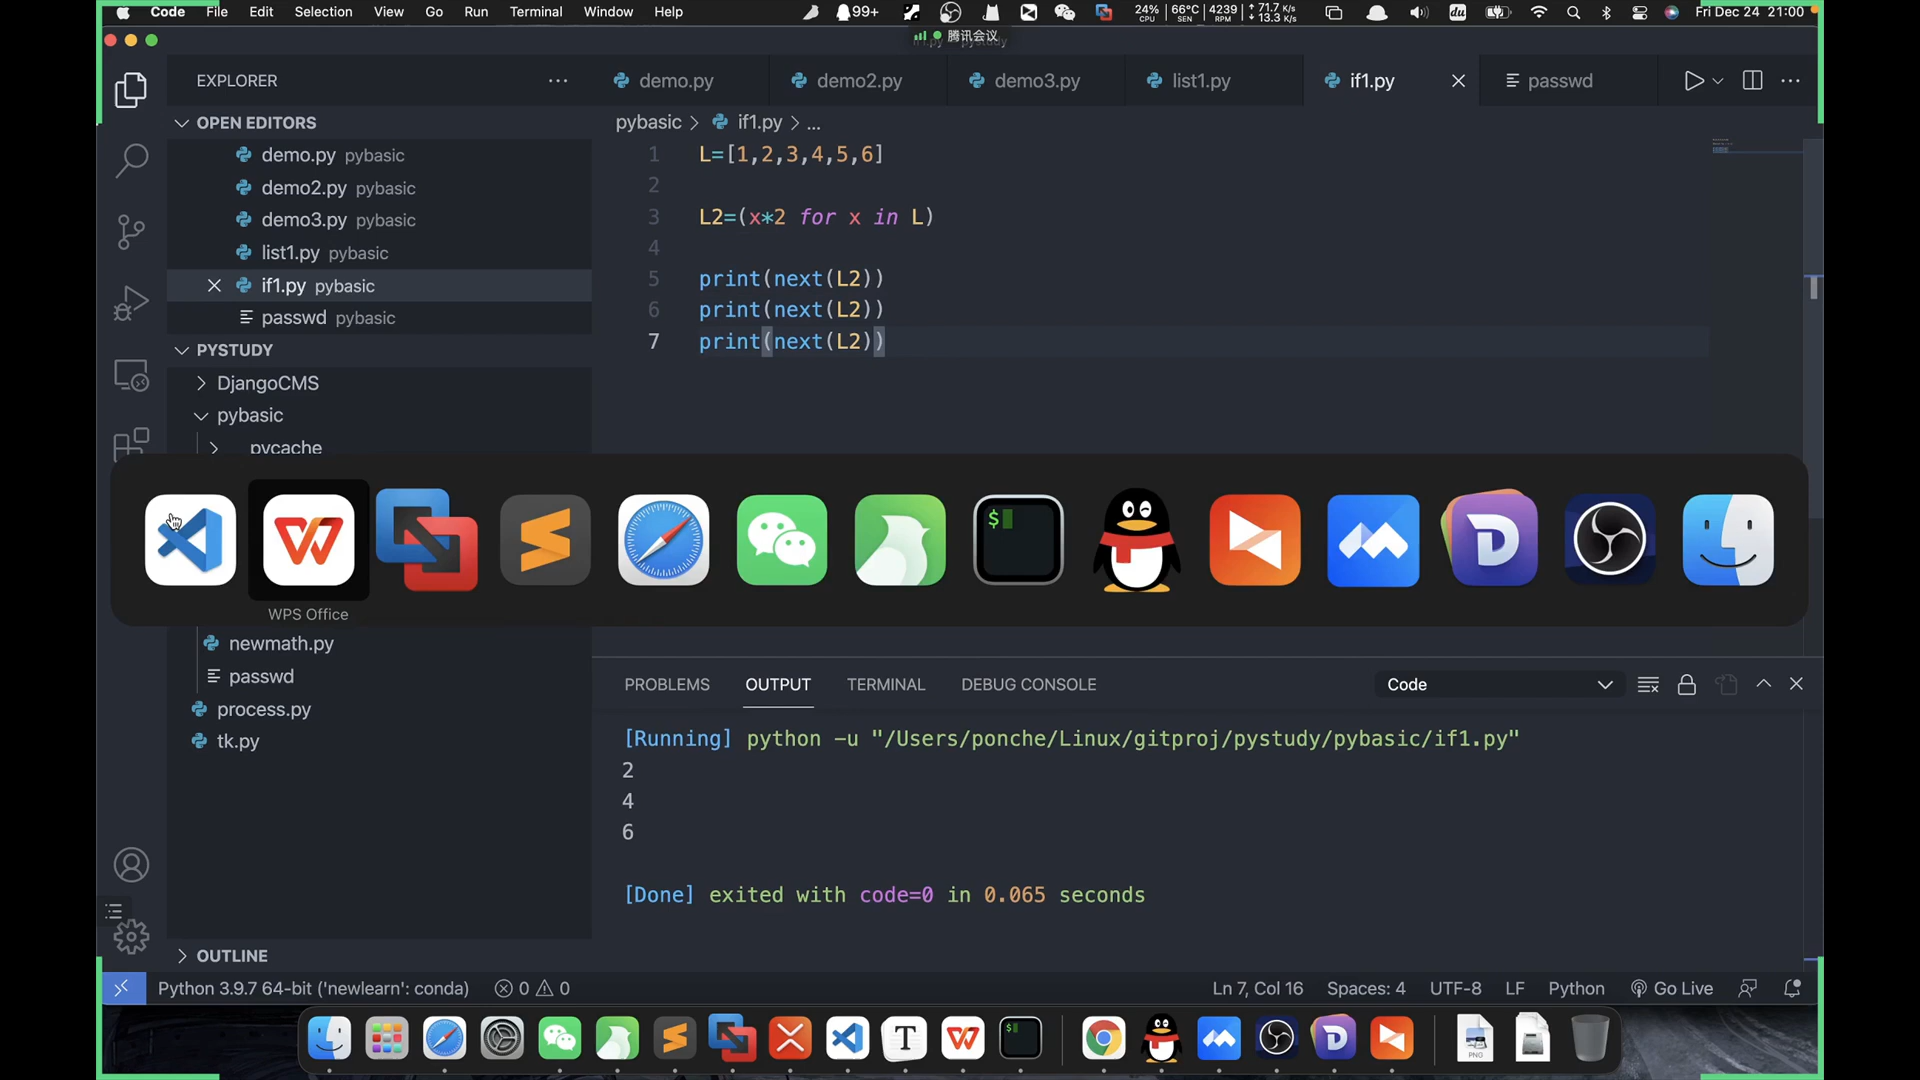 Code File Edit Selection View Go Run Terminal Window Help 99+ 24% CPU 66°C SEN 4239 RPM 71.7 K/s 13.3 K/s du Fri Dec 24 21:00
腾讯会议
EXPLORER
demo.py demo2.py demo3.py list1.py if1.py passwd
OPEN EDITORS
demo.py pybasic
demo2.py pybasic
demo3.py pybasic
list1.py pybasic
if1.py pybasic
passwd pybasic
PYSTUDY
DjangoCMS
pybasic
pycache
newmath.py
passwd
process.py
tk.py
OUTLINE
pybasic > if1.py > ...
1 L=[1,2,3,4,5,6]
2
3 L2=(x*2 for x in L)
4
5 print(next(L2))
6 print(next(L2))
7 print(next(L2))
$
WPS Office
PROBLEMS OUTPUT TERMINAL DEBUG CONSOLE Code
[Running] python -u "/Users/ponche/Linux/gitproj/pystudy/pybasic/if1.py"
2
4
6
[Done] exited with code=0 in 0.065 seconds
Python 3.9.7 64-bit ('newlearn': conda) 0 0 Ln 7, Col 16 Spaces: 4 UTF-8 LF Python Go Live
$
PNG